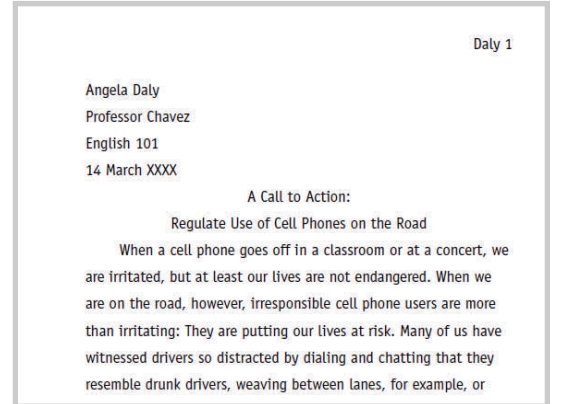 Daly 1
Angela Daly
Professor Chavez
English 101
14 March XXXX
A Call to Action:
Regulate Use of Cell Phones on the Road
When a cell phone goes off in a classroom or at a concert, we
are irritated, but at least our lives are not endangered. When we
are on the road, however, irresponsible cell phone users are more
than irritating: They are putting our lives at risk. Many of us have
witnessed drivers so distracted by dialing and chatting that they
resemble drunk drivers, weaving between lanes, for example, or